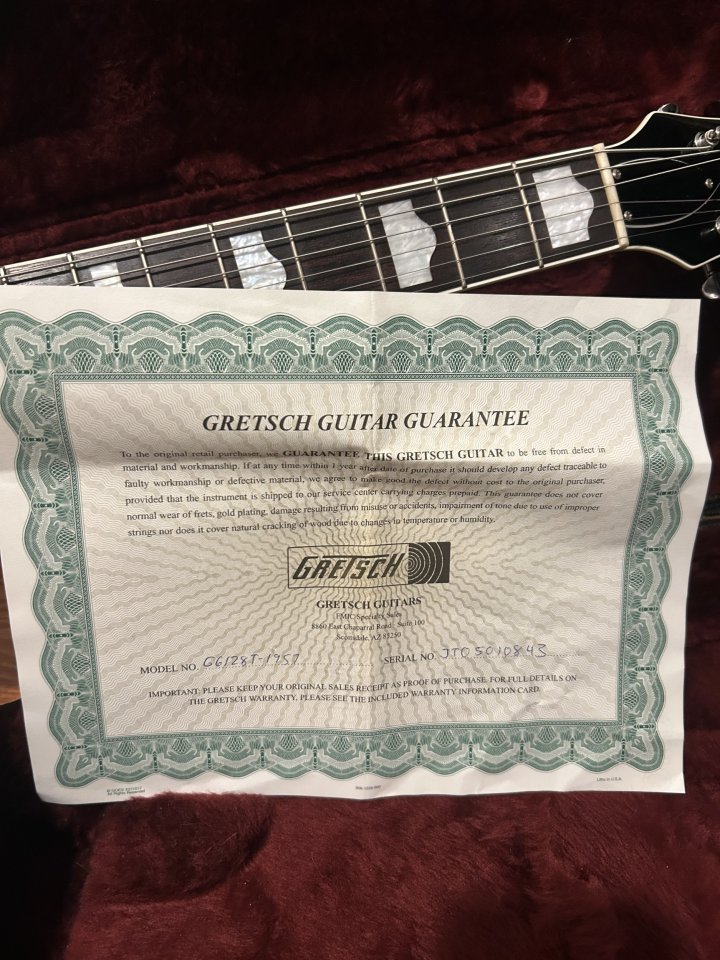 GRETSCH GUITAR GUARANTEE
To the original retail purchaser, we GUARANTEE THIS GRETSCH GUITAR to be free from defect in
material and workmanship. If at any time within 1 year after date of purchase it should develop any defect traceable to
faulty workmanship or defective material, we agree to make good the defect without cost to the original purchaser,
provided that the instrument is shipped to our service center carrying charges prepaid. This guarantee does not cover
normal wear of frets, gold plating, damage resulting from misuse or accidents, impairment of tone due to use of improper
strings nor does it cover natural cracking of wood due to changes in temperature or humidity.
GRETSCH
GRETSCH GUITARS
FMIC/Specialty Sales
8860 East Chaparral Road Suite 100
Scottsdale, AZ 85250
MODEL NO. G6128T-1957 SERIAL NO. JT05010843
IMPORTANT: PLEASE KEEP YOUR ORIGINAL SALES RECEIPT AS PROOF OF PURCHASE. FOR FULL DETAILS ON
THE GRETSCH WARRANTY, PLEASE SEE THE INCLUDED WARRANTY INFORMATION CARD.
All Rights Reserved
Litho in U.S.A.